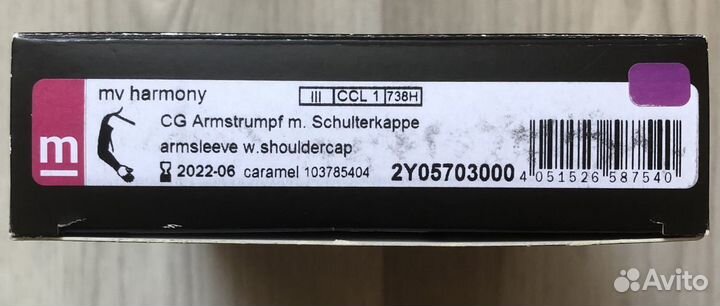 m
mv harmony
III CCL 1 738H
CG Armstrumpf m. Schulterkappe
armsleeve w.shouldercap
2022-06 caramel 103785404 2Y05703000
4 051526 587540
Avito